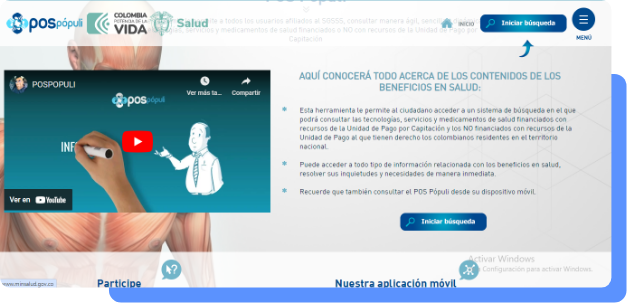 POSpópuli
COLOMBIA
POTENCIA DE LA
VIDA
Salud
INICIO
Iniciar búsqueda
MENÚ
a todos los usuarios afiliados al SGSSS, consultar manera ágil,
servicios y medicamentos de salud financiados o NO con recursos de la Unidad de Pago por
Capitación
POSPOPULI
Ver más ta...
Compartir
POSpópuli
INF
Ver en YouTube
AQUÍ CONOCERÁ TODO ACERCA DE LOS CONTENIDOS DE LOS
BENEFICIOS EN SALUD:
Esta herramienta le permite al ciudadano acceder a un sistema de búsqueda en el que
podrá consultar las tecnologías, servicios y medicamentos de salud financiados con
recursos de la Unidad de Pago por Capitación y los NO financiados con recursos de la
Unidad de Pago al que tienen derecho los colombianos residentes en el territorio
nacional.
Puede acceder a todo tipo de información relacionada con los beneficios en salud,
resolver sus inquietudes y necesidades de manera inmediata.
Recuerde que también consultar el POS Pópuli desde su dispositivo móvil.
Iniciar búsqueda
Activar Windows
Configuración para activar Windows.
www.minsalud.gov.co
Participe
Nuestra aplicación móvil